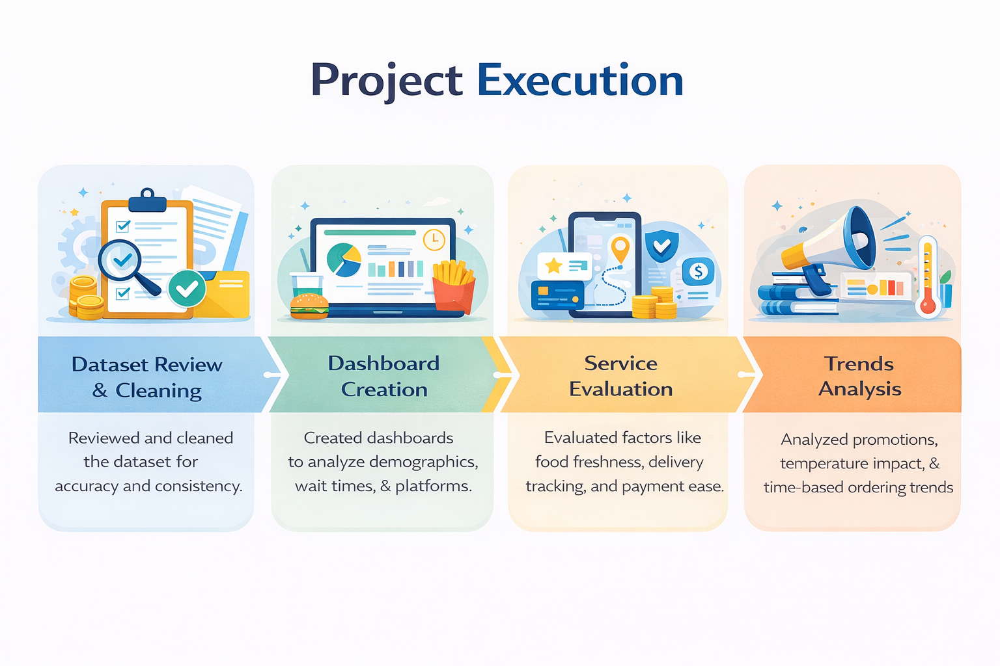 Project Execution
Dataset Review
& Cleaning
Reviewed and cleaned
the dataset for
accuracy and consistency.
Dashboard
Creation
Created dashboards
to analyze demographics,
wait times, & platforms.
$
Service
Evaluation
Evaluated factors like
food freshness, delivery
tracking, and payment ease.
Trends
Analysis
Analyzed promotions,
temperature impact, &
time-based ordering trends